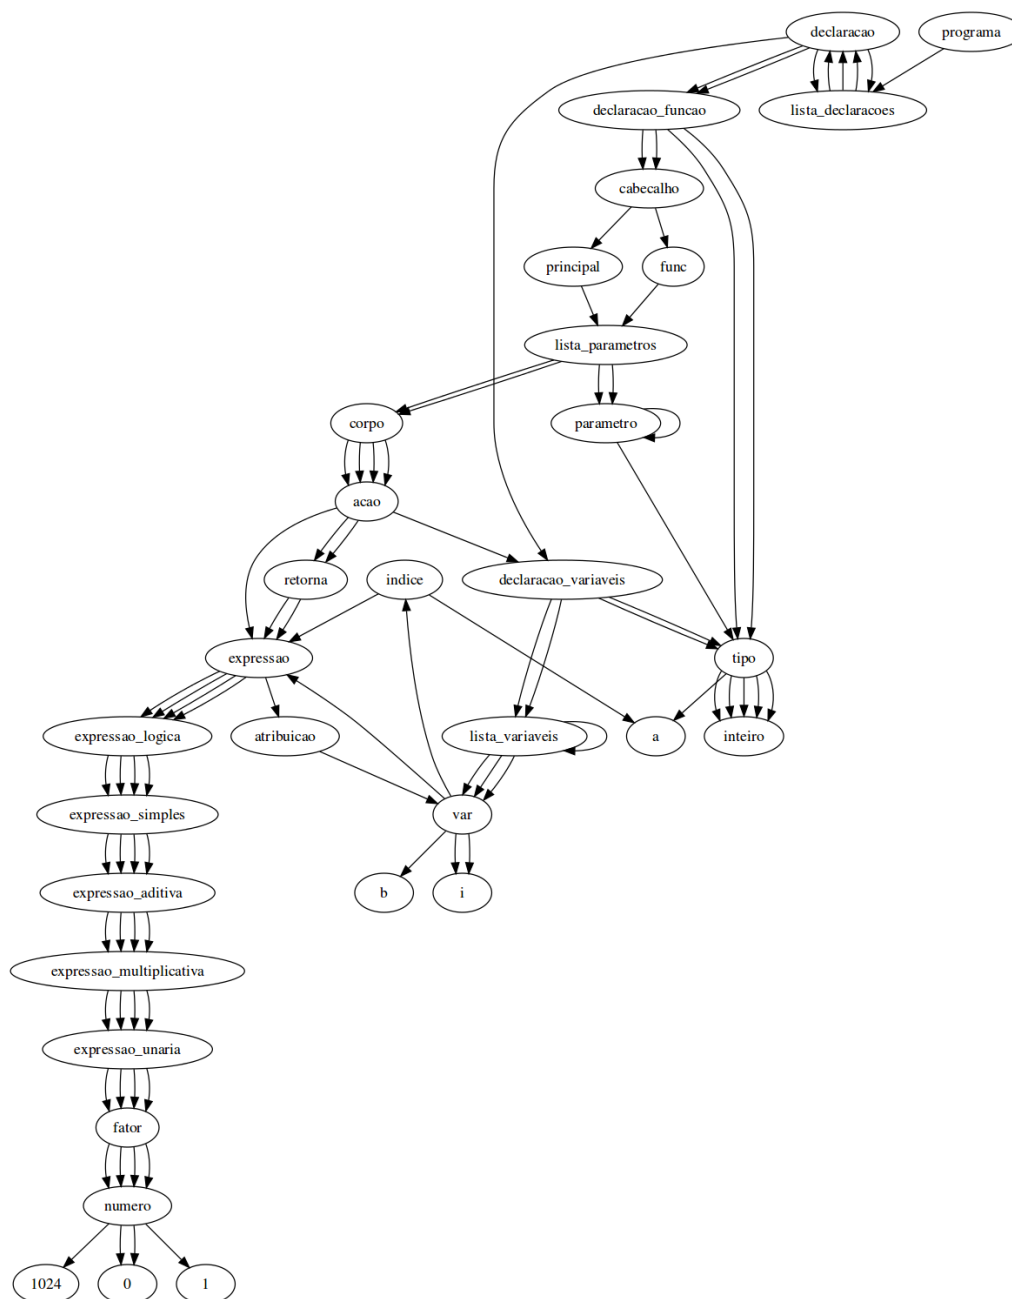 declaracao
programa
declaracao_funcao
lista_declaracoes
cabecalho
principal
func
lista_parametros
corpo
parametro
acao
retorna
indice
declaracao_variaveis
expressao
tipo
expressao_logica
atribuicao
lista_variaveis
a
inteiro
expressao_simples
var
expressao_aditiva
b
i
expressao_multiplicativa
expressao_unaria
fator
numero
1024
0
1